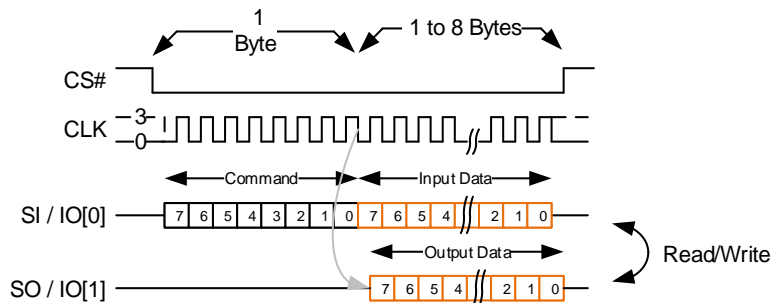 1
Byte
1 to 8 Bytes
CS#
CLK
3
0
Command
Input Data
SI / IO[0]
7 6 5 4 3 2 1 0 7 6 5 4 2 1 0
Output Data
Read/Write
SO / IO[1]
7 6 5 4 2 1 0